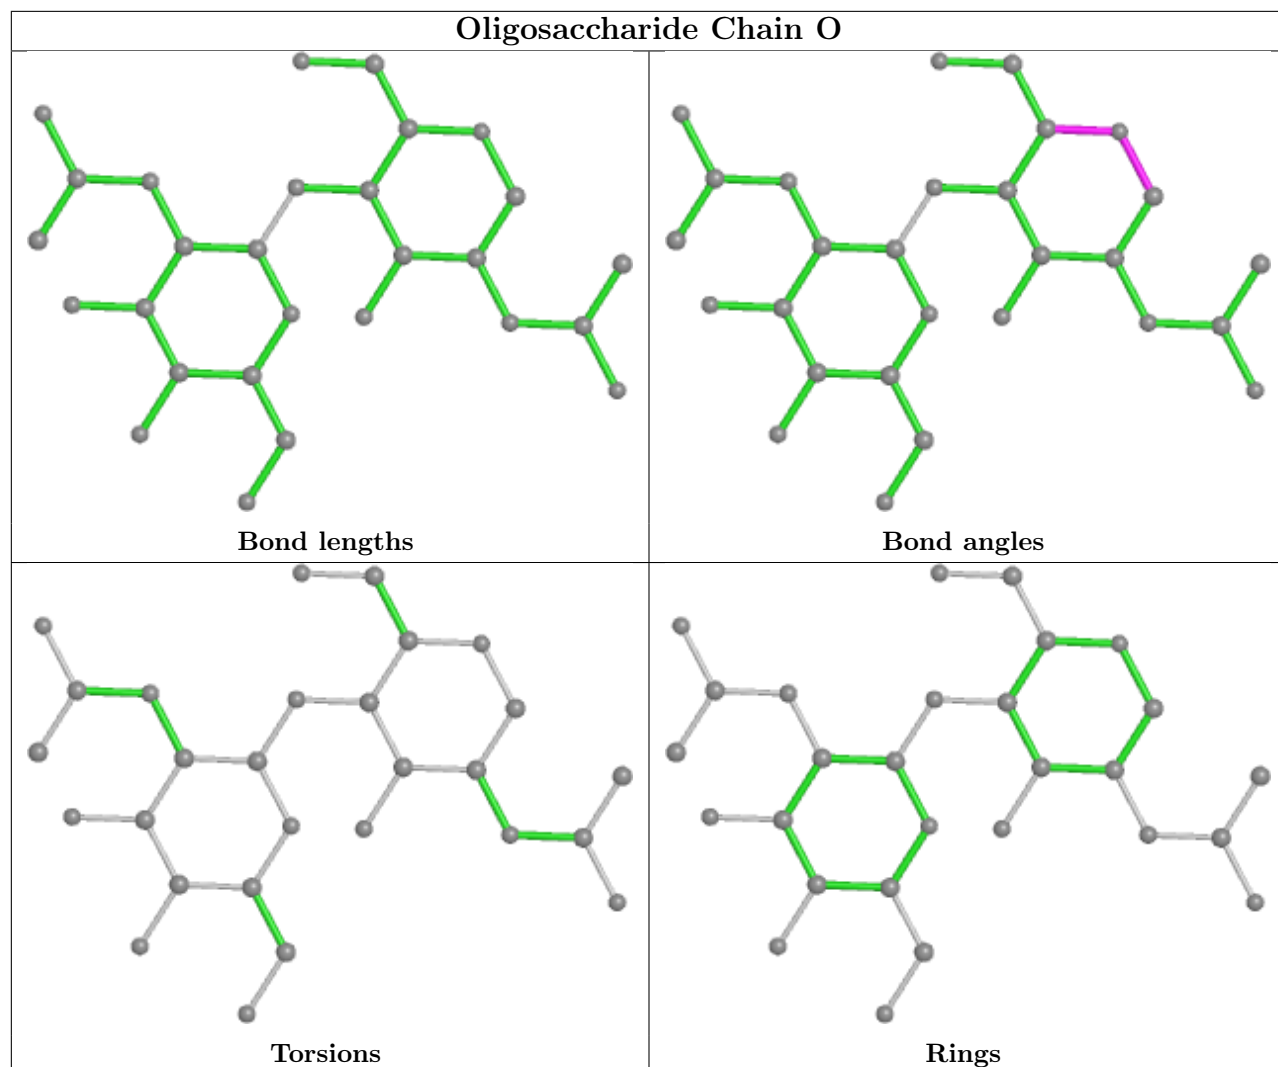 Oligosaccharide Chain O
Bond lengths
Bond angles
Torsions
Rings